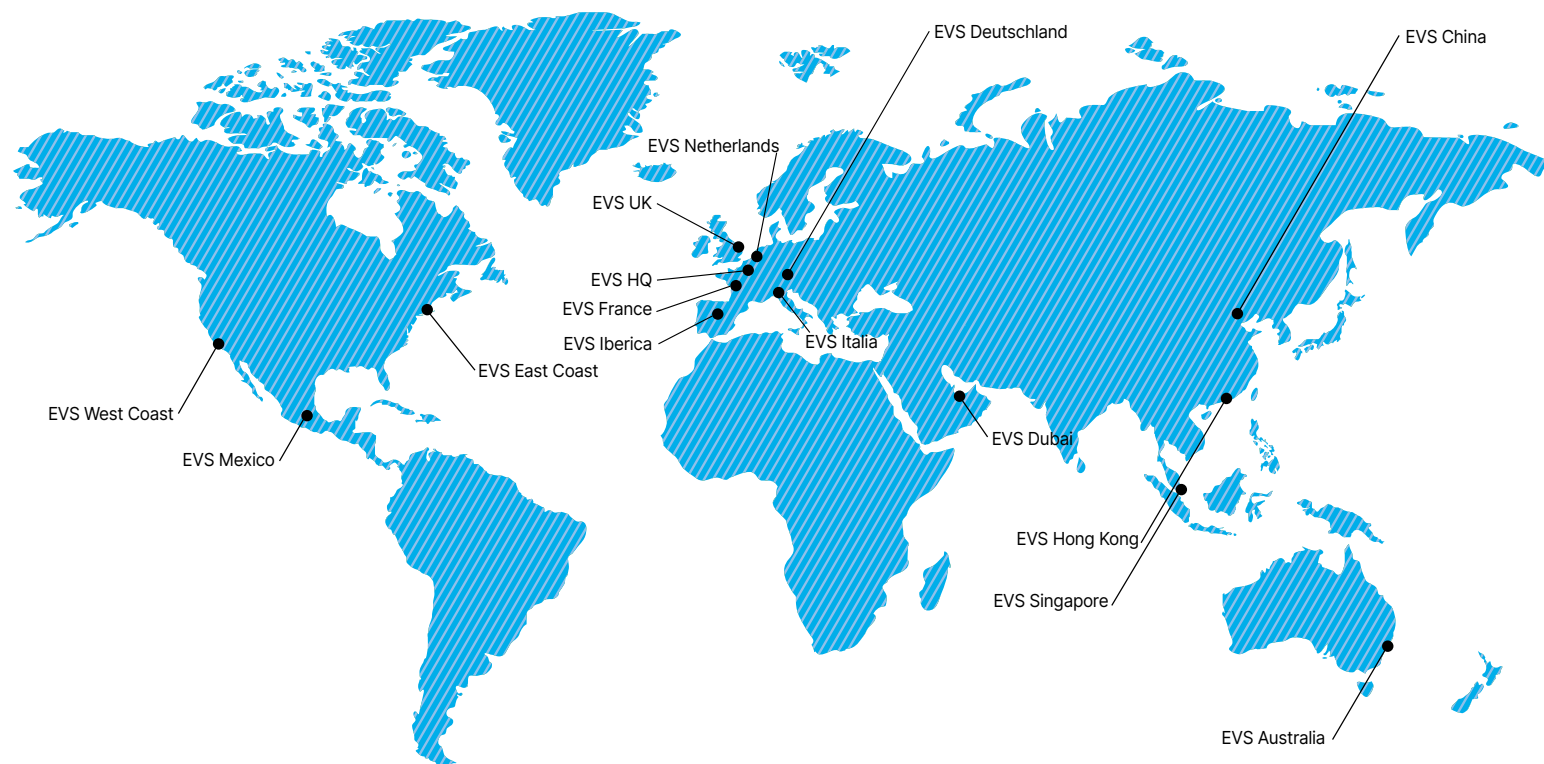 EVS Deutschland
EVS China
EVS Netherlands
EVS UK
EVS HQ
EVS France
EVS Iberica
EVS Italia
EVS East Coast
EVS West Coast
EVS Mexico
EVS Dubai
EVS Hong Kong
EVS Singapore
EVS Australia